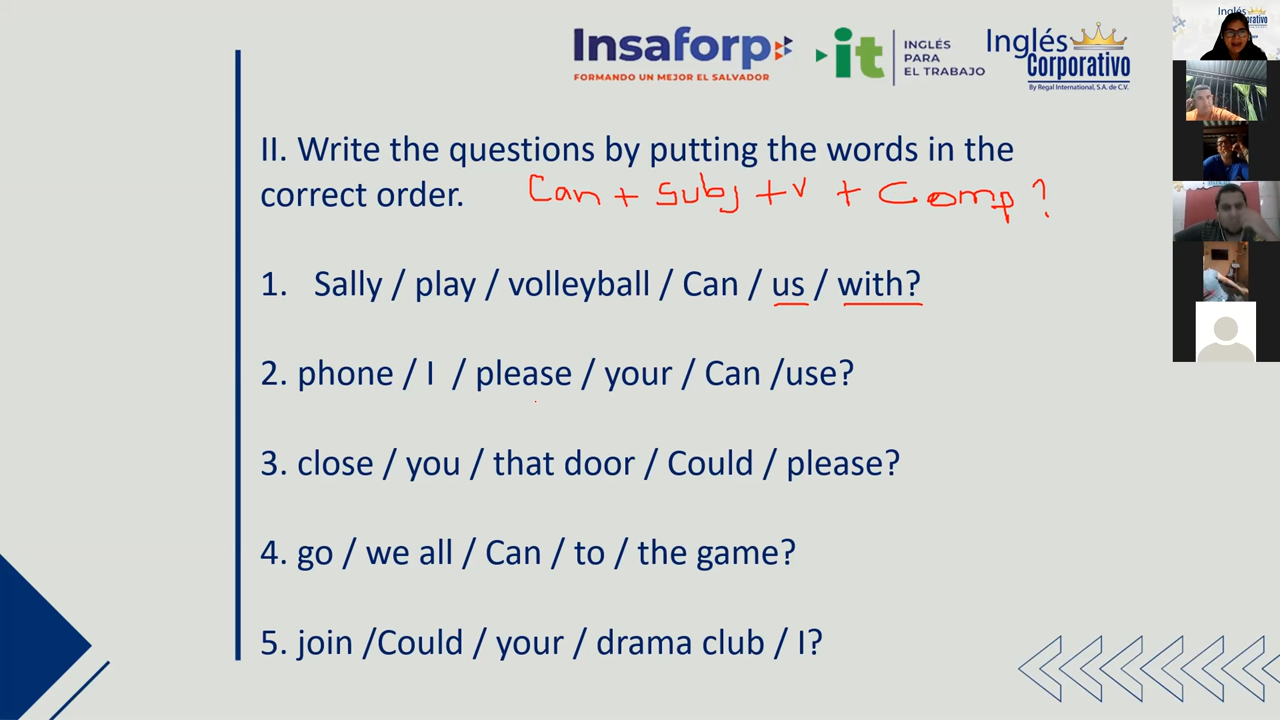 Insaforp
FORMANDO UN MEJOR EL SALVADOR
it
INGLÉS
PARA
EL TRABAJO
Inglés
Corporativo
By Regal International, S.A. de C.V.
II. Write the questions by putting the words in the
correct order.
Can + Subj + v + Comp ?
1. Sally / play / volleyball / Can / us / with?
2. phone / I / please / your / Can /use?
3. close / you / that door / Could / please?
4. go / we all / Can / to / the game?
5. join /Could / your / drama club / I?